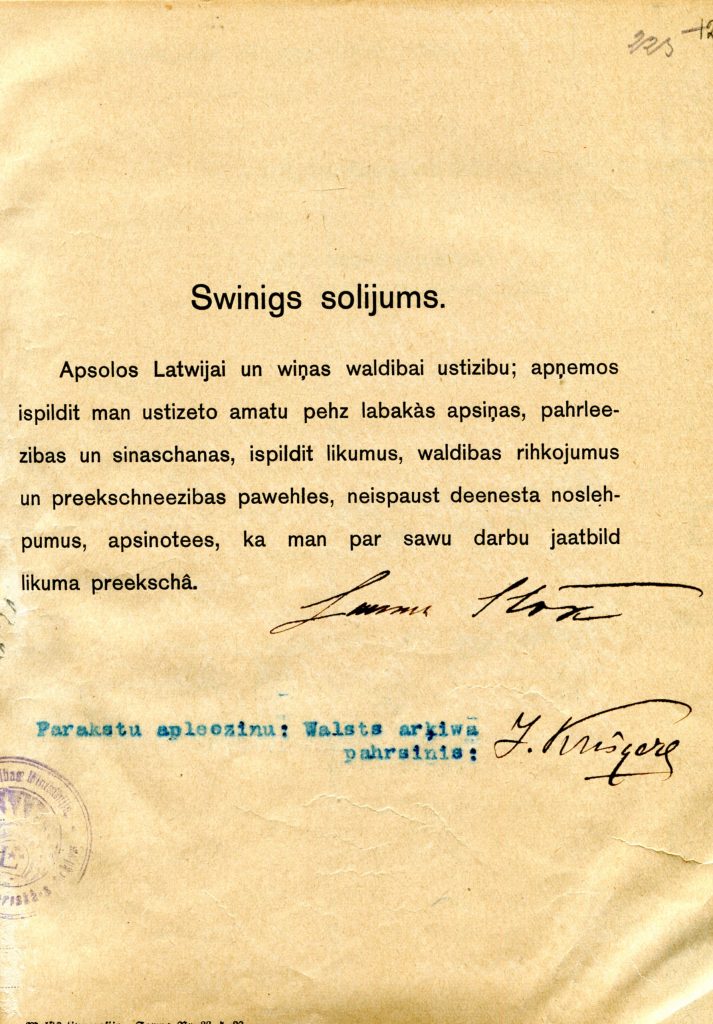 Swinigs solijums.
Apsolos Latwijai un wiņas waldibai ustizibu; apņemos
ispildit man ustizeto amatu pehz labakàs apsiņas, pahrlee-
zibas un sinaschanas, ispildit likumus, waldibas rihkojumus
un preekschneezibas pawehles, neispaust deenesta noslehp-
pumus, apsinotees, ka man par sawu darbu jaatbild
likuma preekschâ.
Parakstu apleezinu: Walsts arķiwā
pahrsinis: